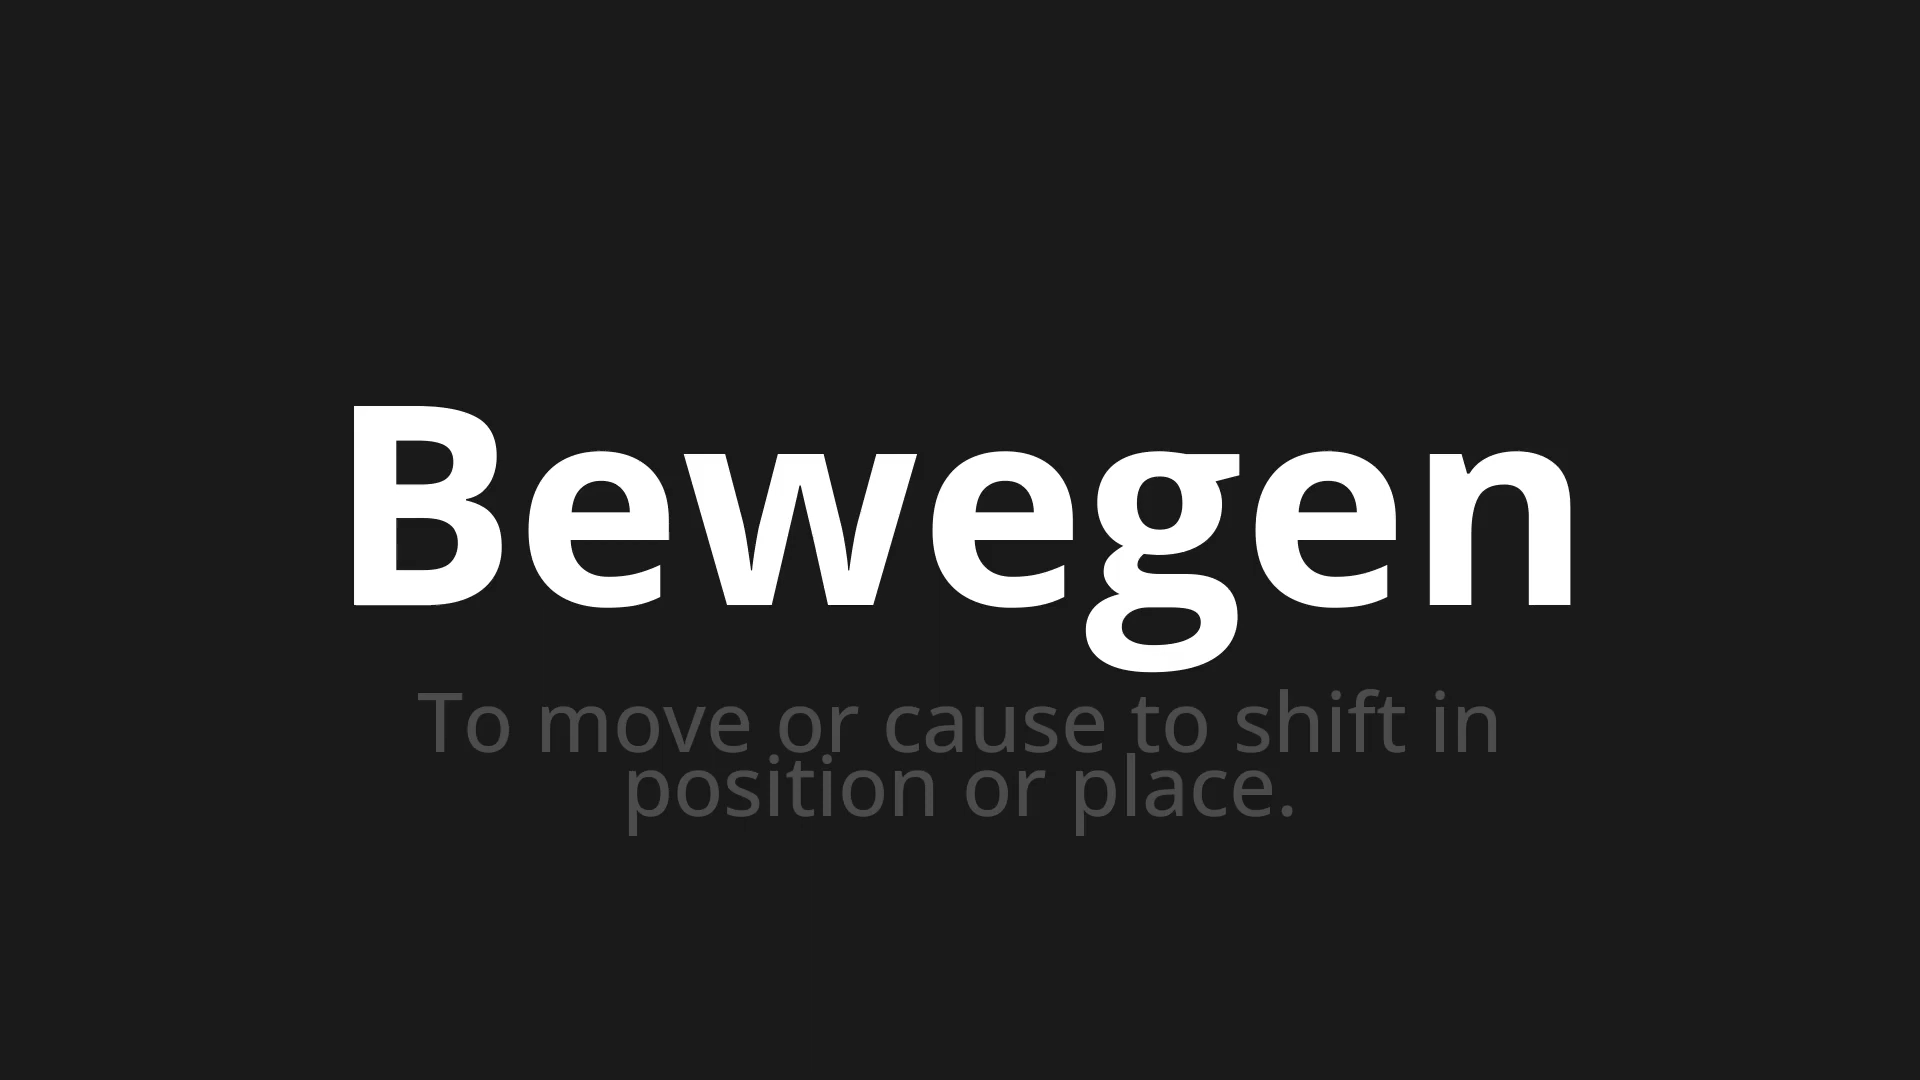 Bewegen
To move or cause to shift in
position or place.